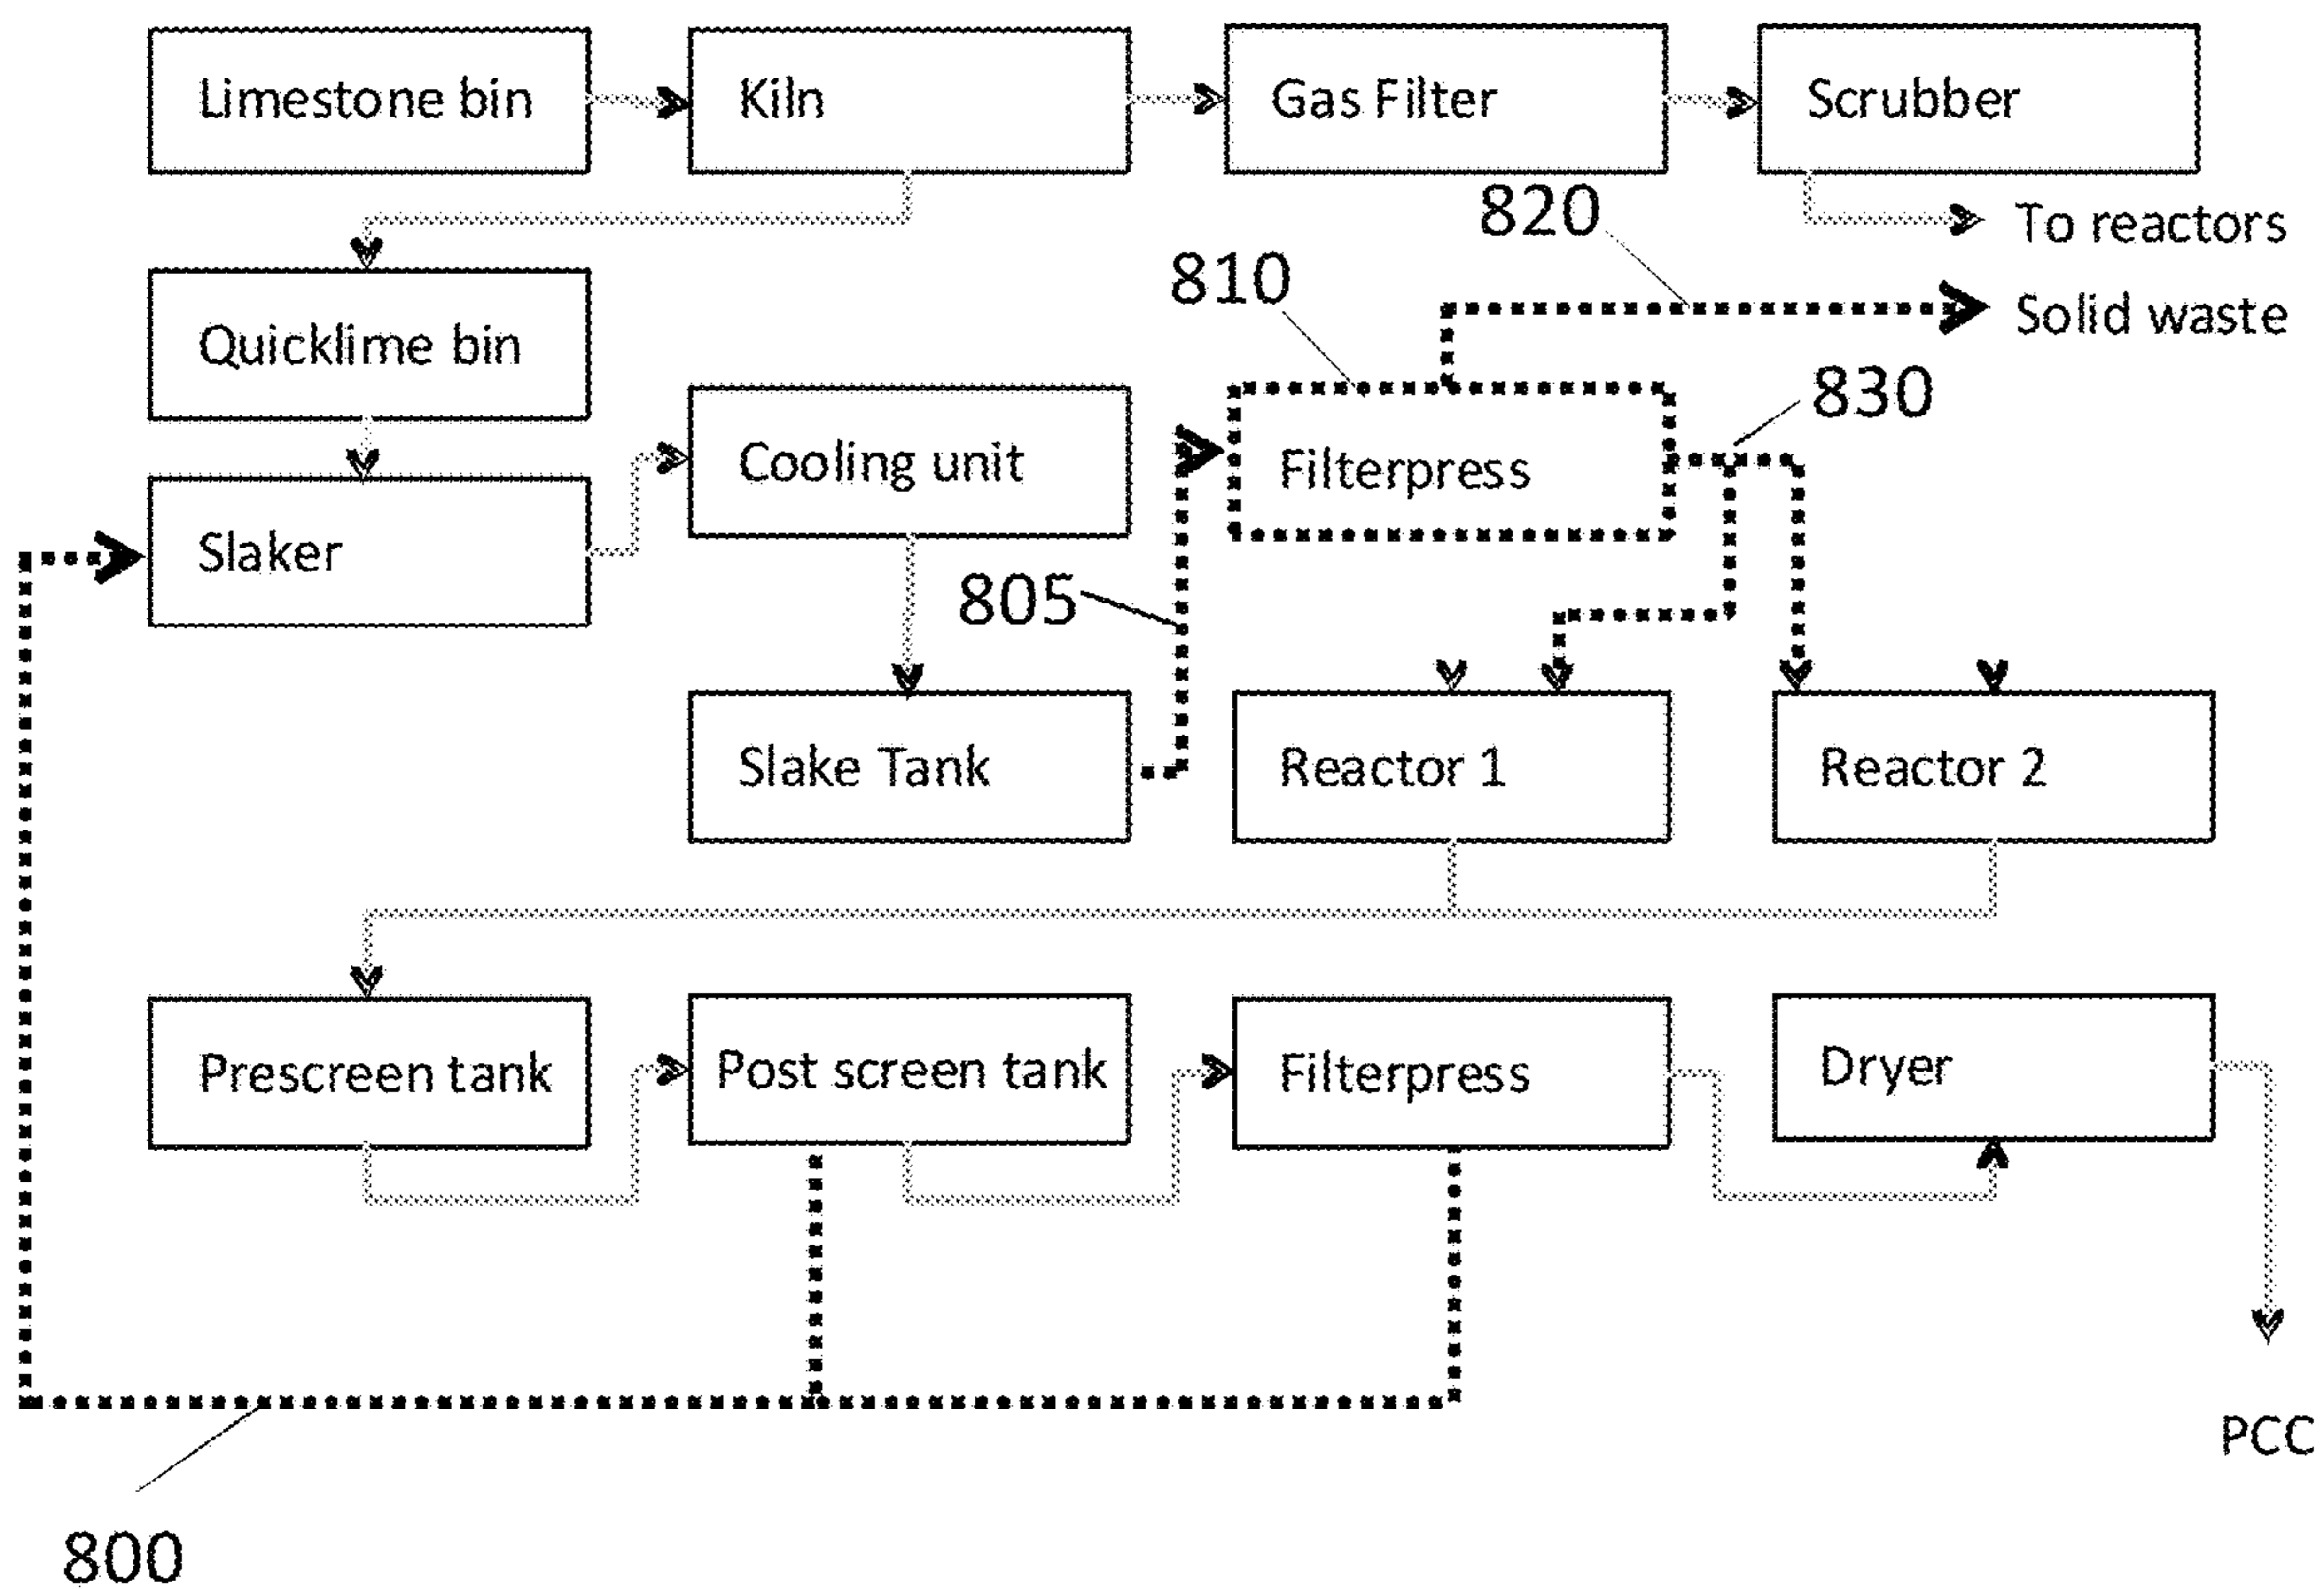 Limestone bin
Kiln
Gas Filter
Scrubber
820
To reactors
810
Solid waste
Quicklime bin
830
Cooling unit
Filterpress
Slaker
805
Slake Tank
Reactor 1
Reactor 2
Prescreen tank
Post screen tank
Filterpress
Dryer
PCC
800